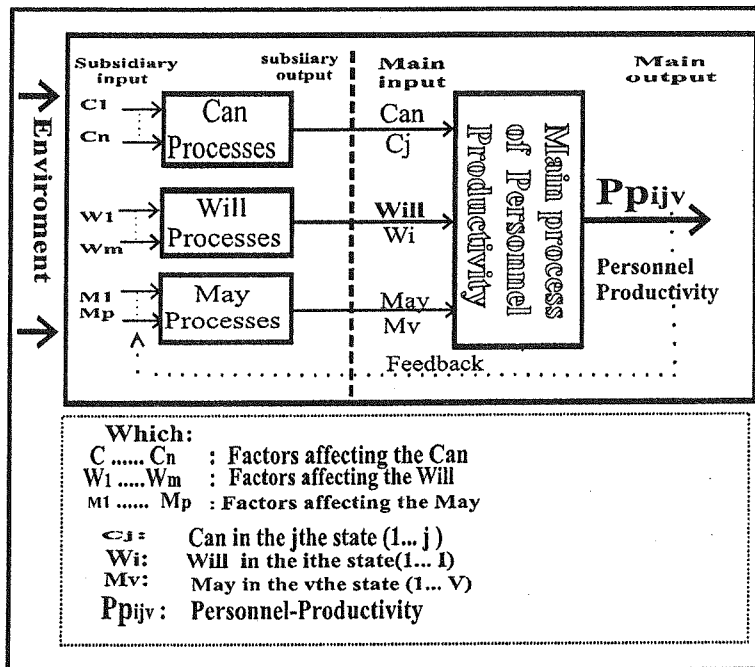 Subsidiary input
subsiliary output
Main input
Main output
Enviroment
C1
Cn
Can Processes
Can
Cj
W1
Wm
Will Processes
Will
Wi
M1
Mp
May Processes
May
Mv
Main process of Personnel Productivity
Ppijv
Personnel Productivity
Feedback
Which:
C ...... Cn : Factors affecting the Can
W1 .....Wm : Factors affecting the Will
M1 ...... Mp : Factors affecting the May
Cj: Can in the jthe state (1... j )
Wi: Will in the ithe state(1... I)
Mv: May in the vthe state (1... V)
Ppijv : Personnel-Productivity